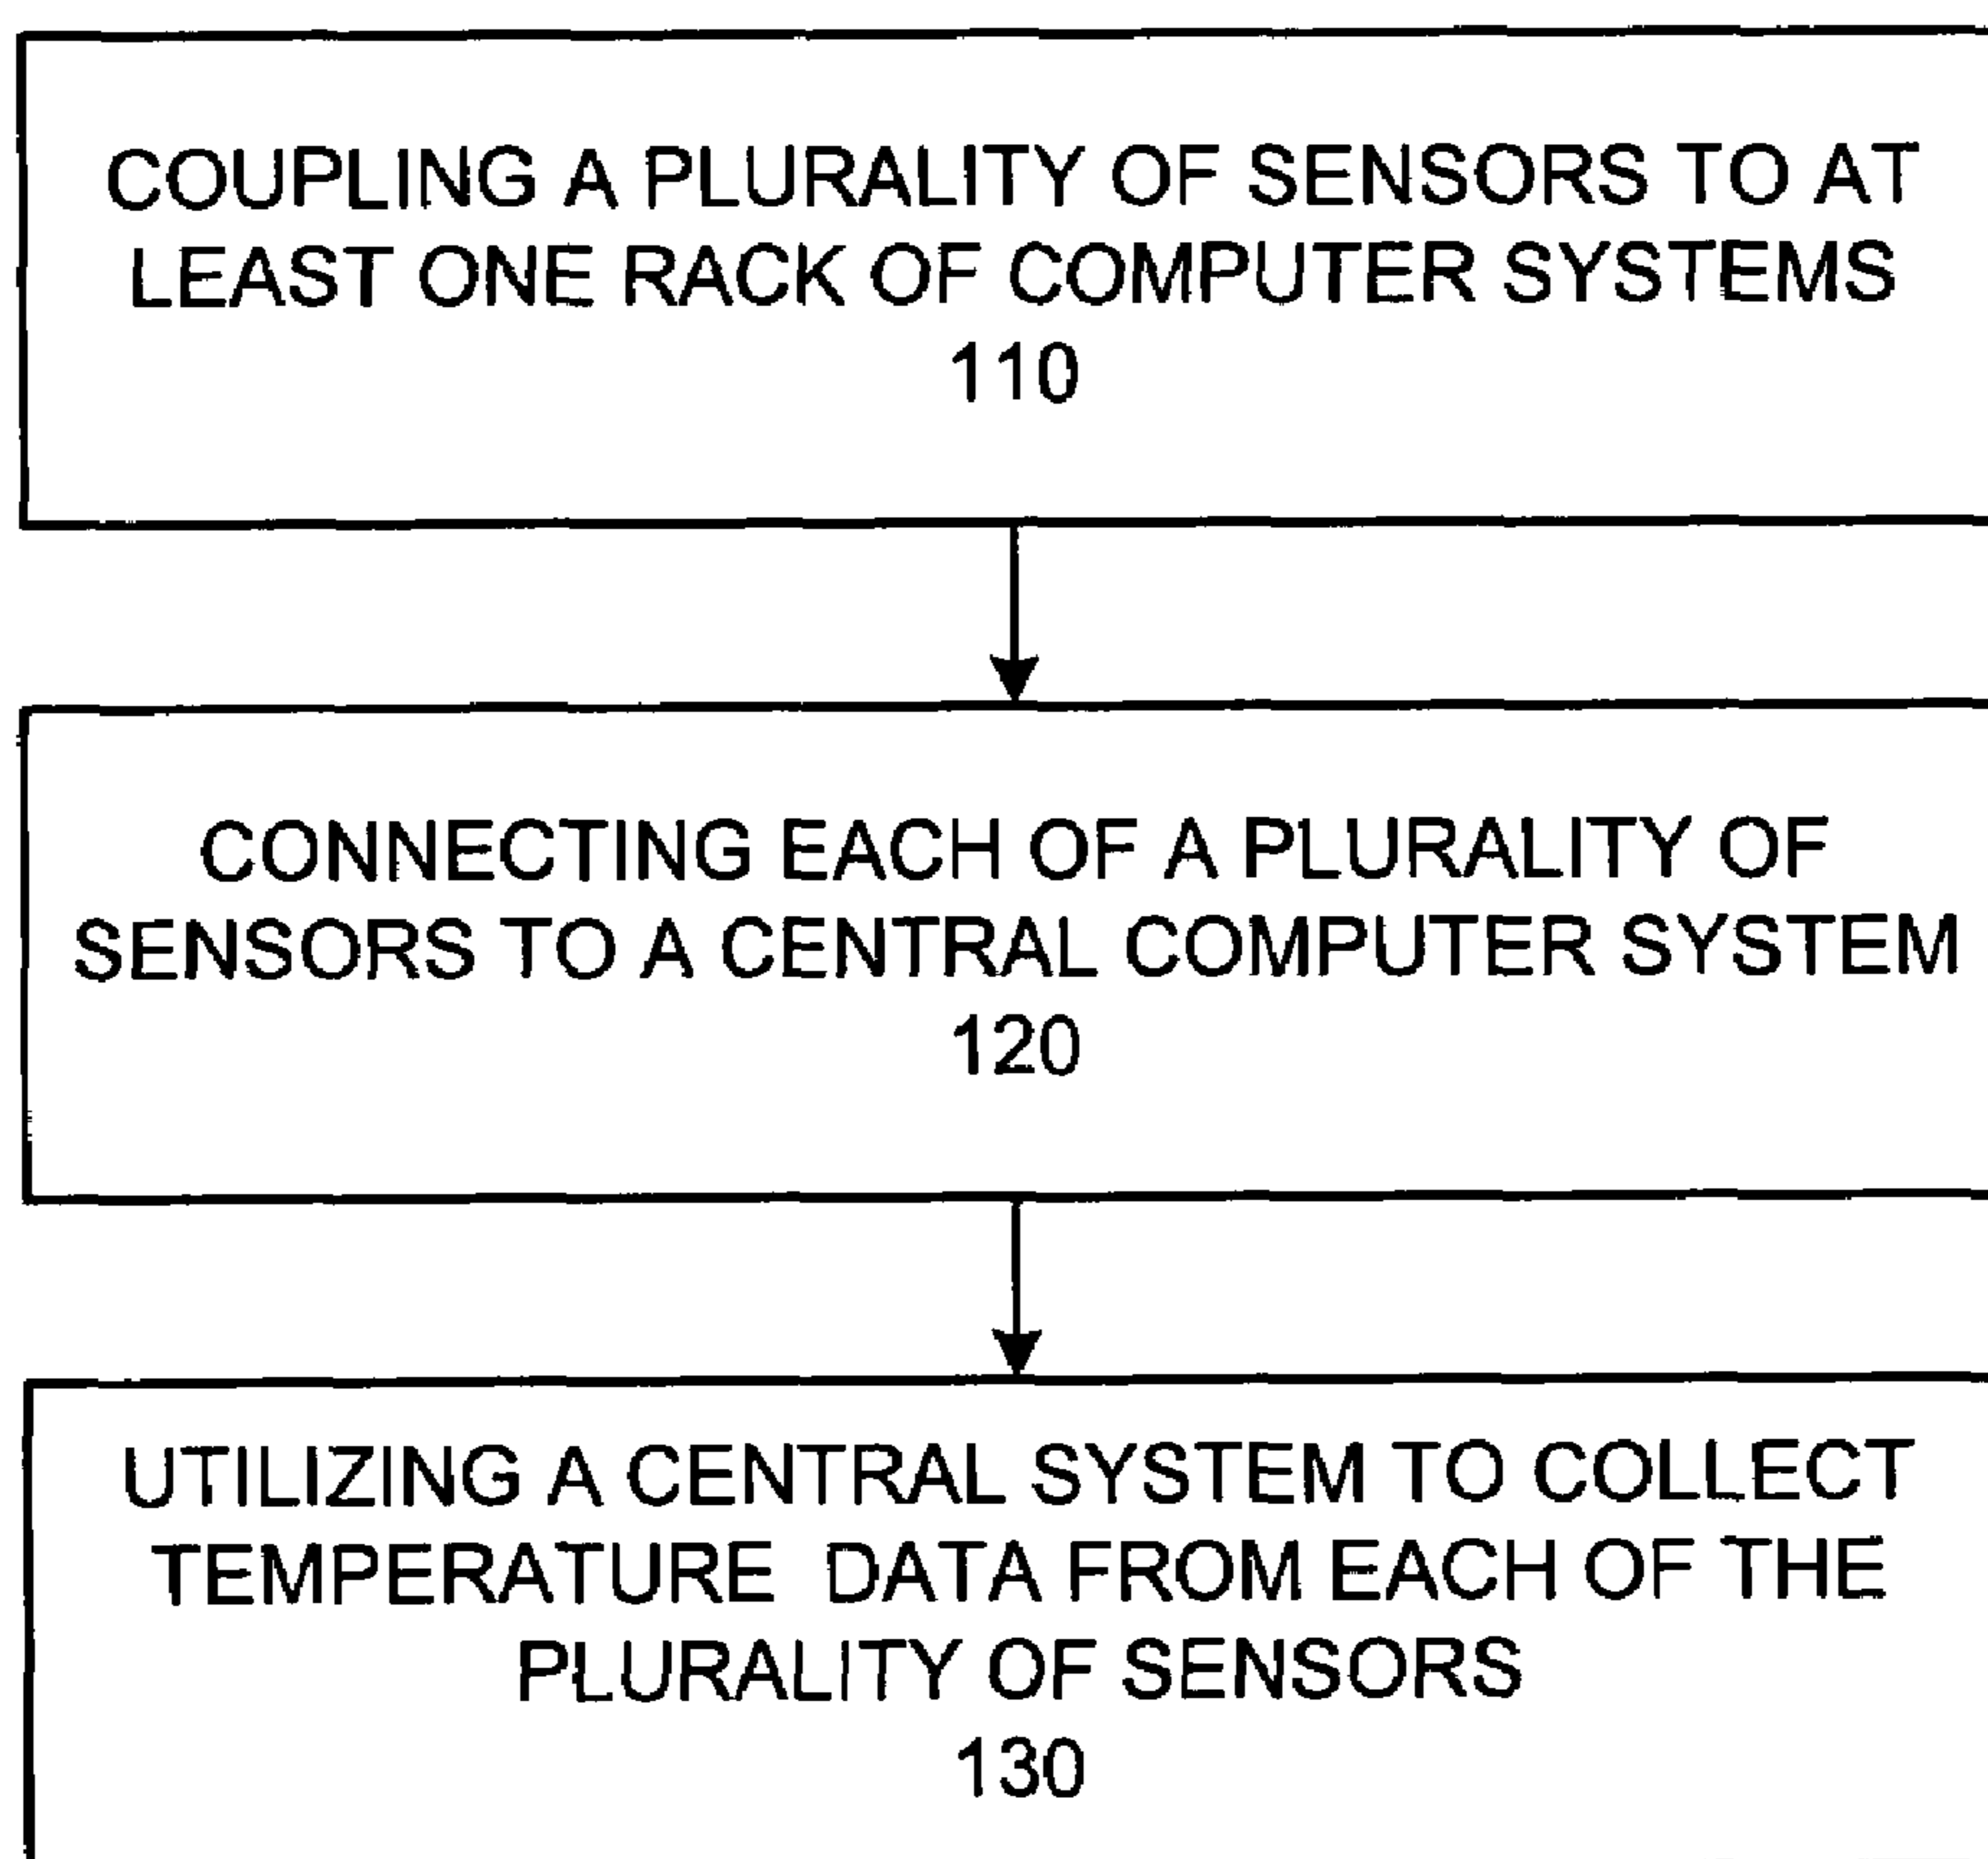 COUPLING A PLURALITY OF SENSORS TO AT
LEAST ONE RACK OF COMPUTER SYSTEMS
110
CONNECTING EACH OF A PLURALITY OF
SENSORS TO A CENTRAL COMPUTER SYSTEM
120
UTILIZING A CENTRAL SYSTEM TO COLLECT
TEMPERATURE DATA FROM EACH OF THE
PLURALITY OF SENSORS
130